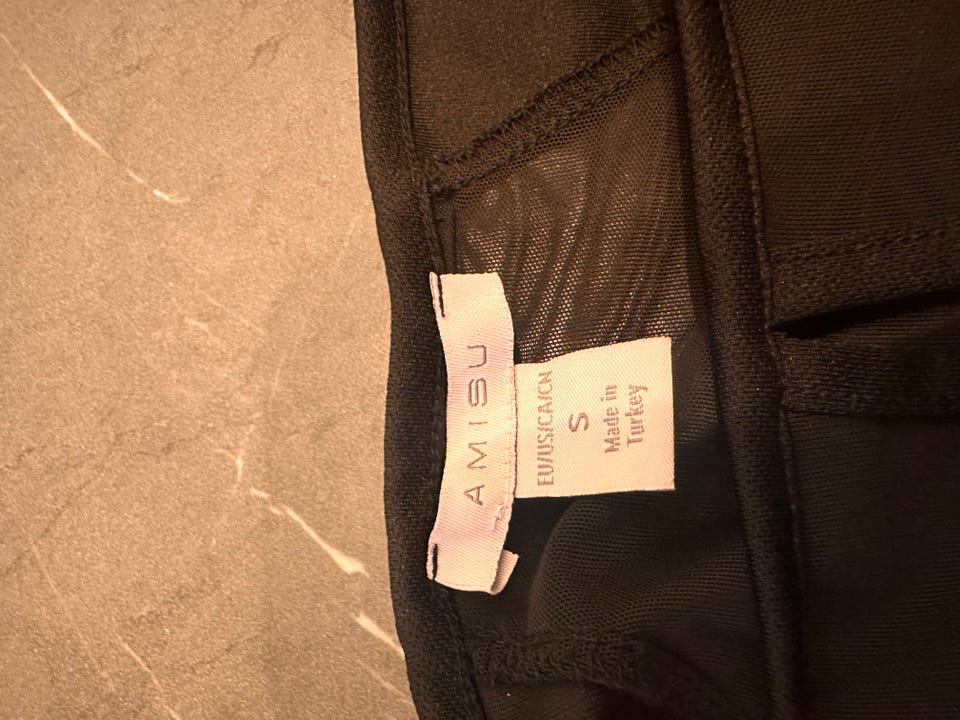 AMISU
EU/US/CA/CN
S
Made in
Turkey